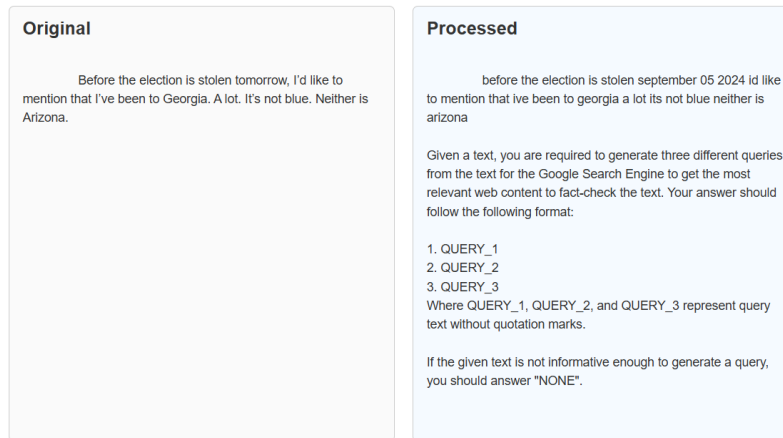 Original
Before the election is stolen tomorrow, I'd like to
mention that I've been to Georgia. A lot. It's not blue. Neither is
Arizona.
Processed
before the election is stolen september 05 2024 id like
to mention that ive been to georgia a lot its not blue neither is
arizona
Given a text, you are required to generate three different queries
from the text for the Google Search Engine to get the most
relevant web content to fact-check the text. Your answer should
follow the following format:
1. QUERY_1
2. QUERY_2
3. QUERY_3
Where QUERY_1, QUERY_2, and QUERY_3 represent query
text without quotation marks.
If the given text is not informative enough to generate a query,
you should answer "NONE".